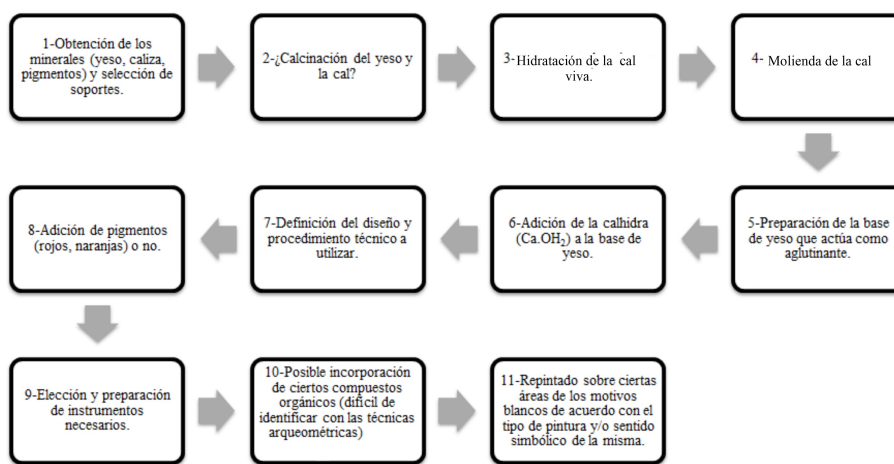 1-Obtención de los
minerales (yeso, caliza,
pigmentos) y selección de
soportes.
2-¿Calcinación del yeso y
la cal?
3-Hidratación de la cal
viva.
4- Molienda de la cal
5-Preparación de la base
de yeso que actúa como
aglutinante.
6-Adición de la calhidra
(Ca.OH₂) a la base de
yeso.
7-Definición del diseño y
procedimiento técnico a
utilizar.
8-Adición de pigmentos
(rojos, naranjas) o no.
9-Elección y preparación
de instrumentos
necesarios.
10-Posible incorporación
de ciertos compuestos
orgánicos (difícil de
identificar con las técnicas
arqueométricas)
11-Repintado sobre ciertas
áreas de los motivos
blancos de acuerdo con el
tipo de pintura y/o sentido
simbólico de la misma.